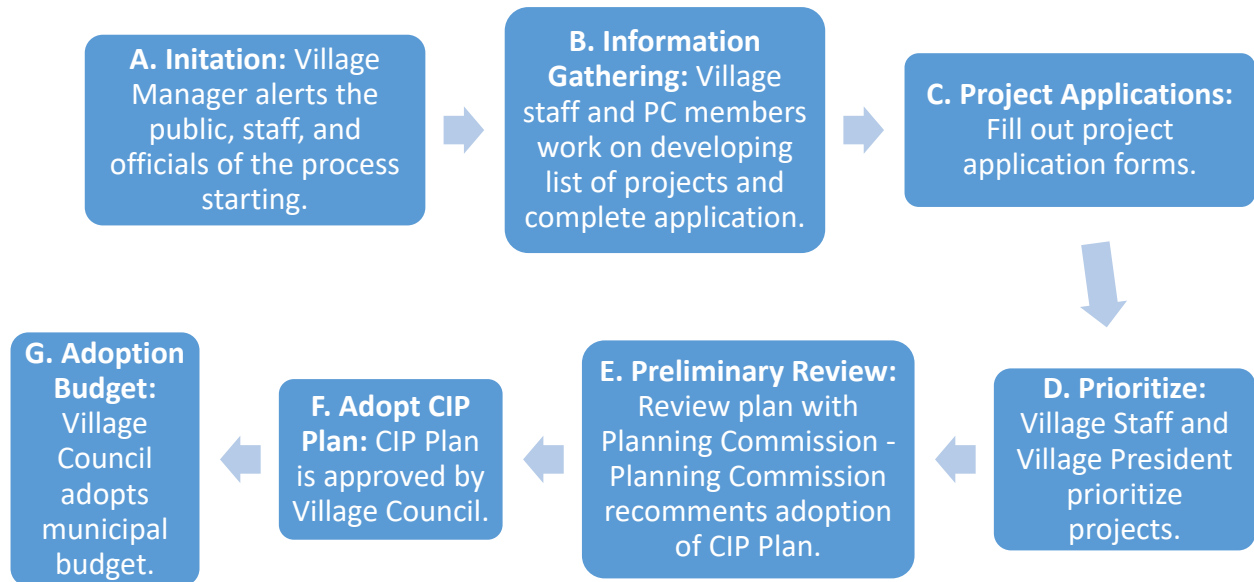 A. Initation: Village
Manager alerts the
public, staff, and
officials of the process
starting.
B. Information
Gathering: Village
staff and PC members
work on developing
list of projects and
complete application.
C. Project Applications:
Fill out project
application forms.
D. Prioritize:
Village Staff and
Village President
prioritize
projects.
E. Preliminary Review:
Review plan with
Planning Commission -
Planning Commission
recomments adoption
of CIP Plan.
F. Adopt CIP
Plan: CIP Plan
is approved by
Village Council.
G. Adoption
Budget:
Village
Council
adopts
municipal
budget.